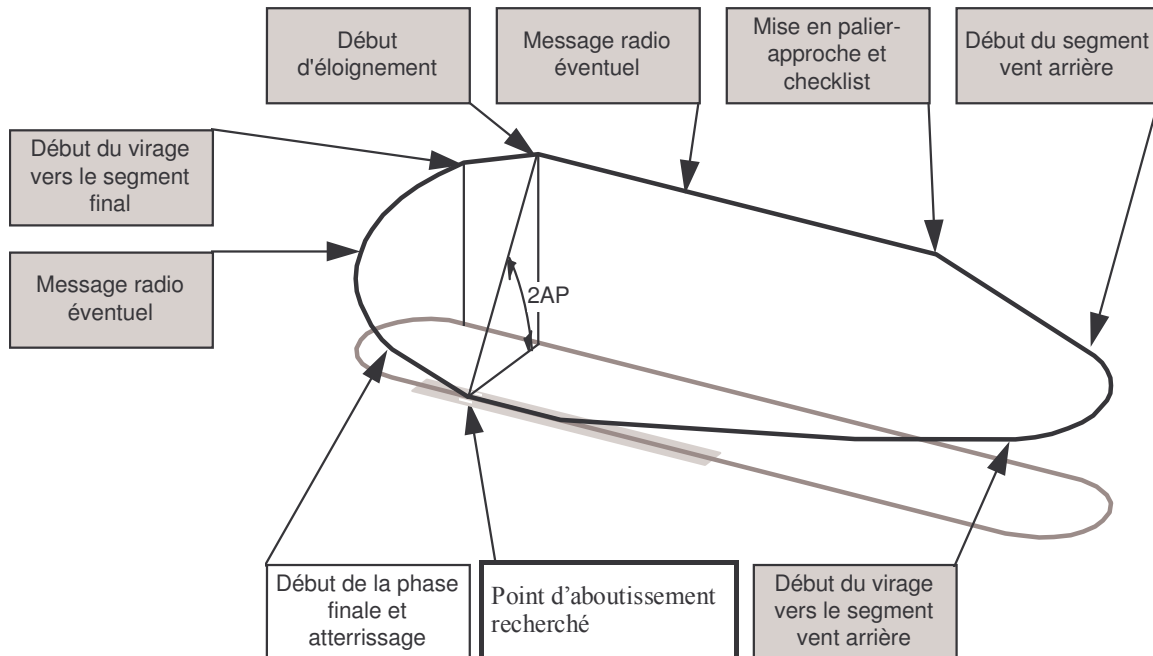 Début
d'éloignement
Message radio
éventuel
Mise en palier-
approche et
checklist
Début du segment
vent arrière
Début du virage
vers le segment
final
Message radio
éventuel
2AP
Début de la phase
finale et
atterrissage
Point d’aboutissement
recherché
Début du virage
vers le segment
vent arrière